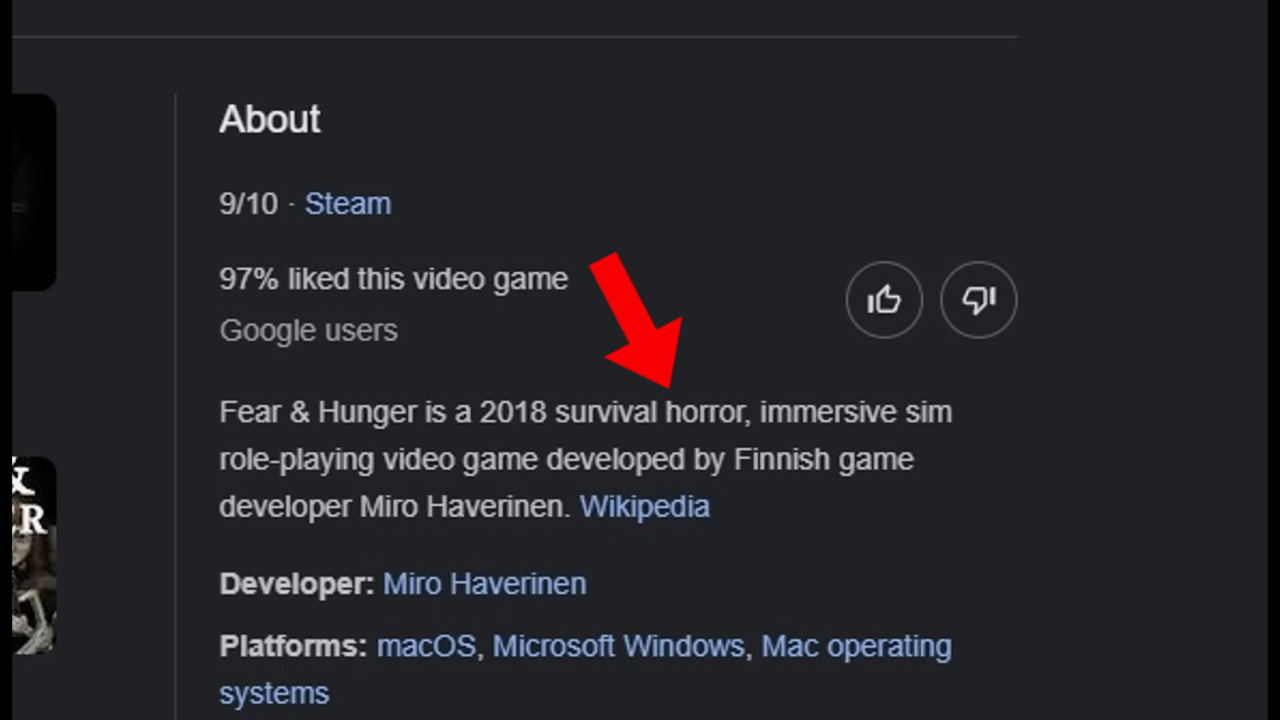 About
9/10 · Steam
97% liked this video game
Google users
Fear & Hunger is a 2018 survival horror, immersive sim
role-playing video game developed by Finnish game
developer Miro Haverinen. Wikipedia
Developer: Miro Haverinen
Platforms: macOS, Microsoft Windows, Mac operating
systems